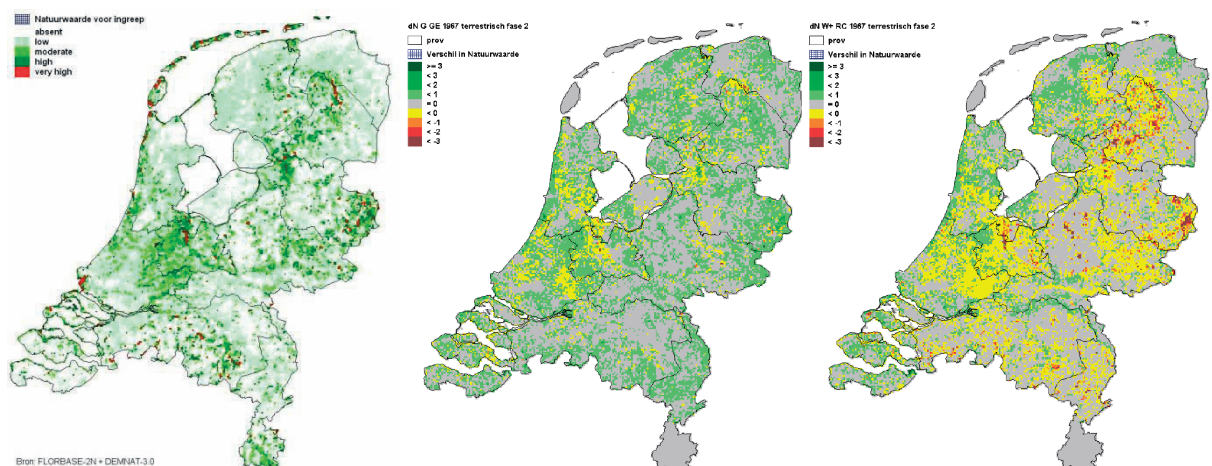 Natuurwaarde voor ingreep
absent
low
moderate
high
very high
Bron: FLORBASE-2N + DEMNAT-3.0
dN G GE 1967 terrestrisch fase 2
prov
Verschil in Natuurwaarde
>= 3
< 3
< 2
< 1
= 0
< 0
< -1
< -2
< -3
dN W+ RC 1967 terrestrisch fase 2
prov
Verschil in Natuurwaarde
>= 3
< 3
< 2
< 1
= 0
< 0
< -1
< -2
< -3